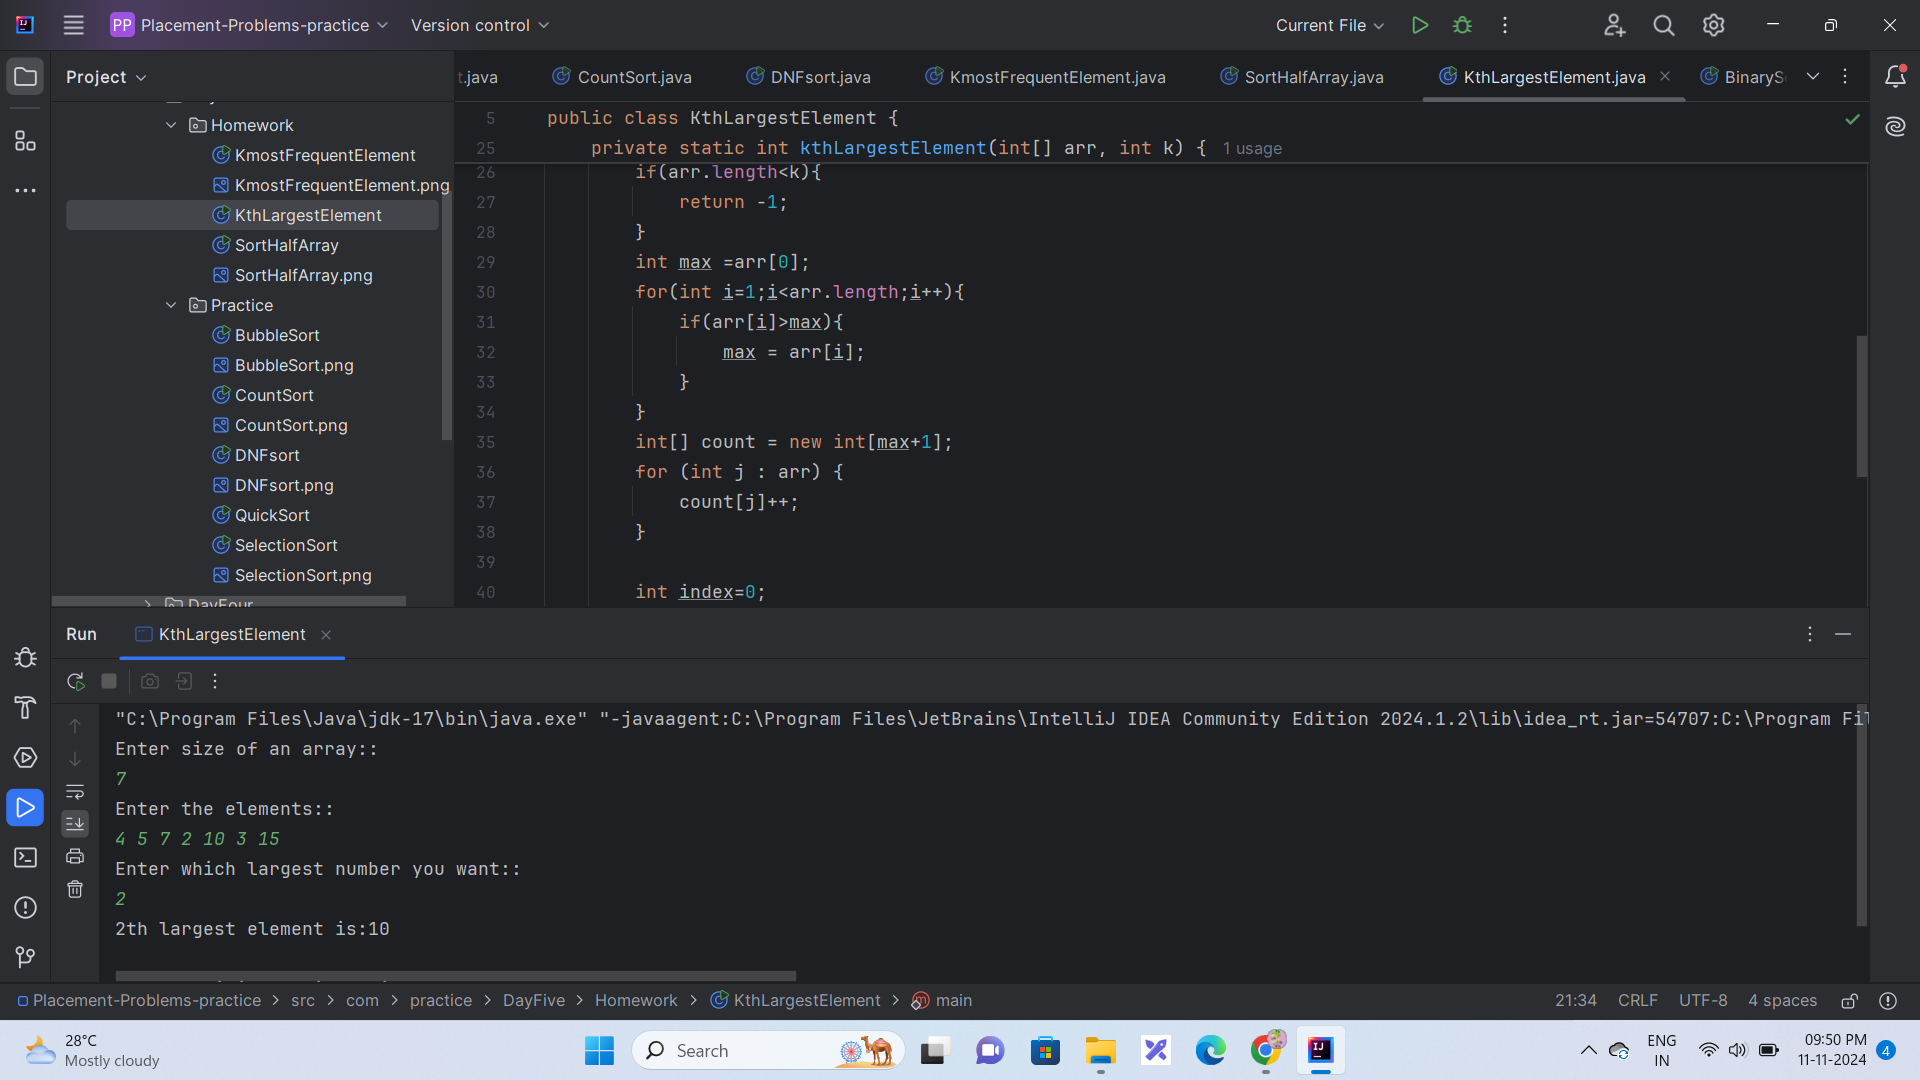 PP Placement-Problems-practice Version control Current File
Project
t.java CountSort.java DNFsort.java KmostFrequentElement.java SortHalfArray.java KthLargestElement.java BinaryS
Homework
KmostFrequentElement
KmostFrequentElement.png
KthLargestElement
SortHalfArray
SortHalfArray.png
Practice
BubbleSort
BubbleSort.png
CountSort
CountSort.png
DNFsort
DNFsort.png
QuickSort
SelectionSort
SelectionSort.png
DayFour
5 public class KthLargestElement {
25 private static int kthLargestElement(int[] arr, int k) { 1 usage
26 if(arr.length<k){
27 return -1;
28 }
29 int max =arr[0];
30 for(int i=1;i<arr.length;i++){
31 if(arr[i]>max){
32 max = arr[i];
33 }
34 }
35 int[] count = new int[max+1];
36 for (int j : arr) {
37 count[j]++;
38 }
39
40 int index=0;
Run KthLargestElement
"C:\Program Files\Java\jdk-17\bin\java.exe" "-javaagent:C:\Program Files\JetBrains\IntelliJ IDEA Community Edition 2024.1.2\lib\idea_rt.jar=54707:C:\Program Fil
Enter size of an array::
7
Enter the elements::
4 5 7 2 10 3 15
Enter which largest number you want::
2
2th largest element is:10
Placement-Problems-practice > src > com > practice > DayFive > Homework > KthLargestElement > main 21:34 CRLF UTF-8 4 spaces
28°C
Mostly cloudy
Search
ENG
IN
09:50 PM
11-11-2024
4